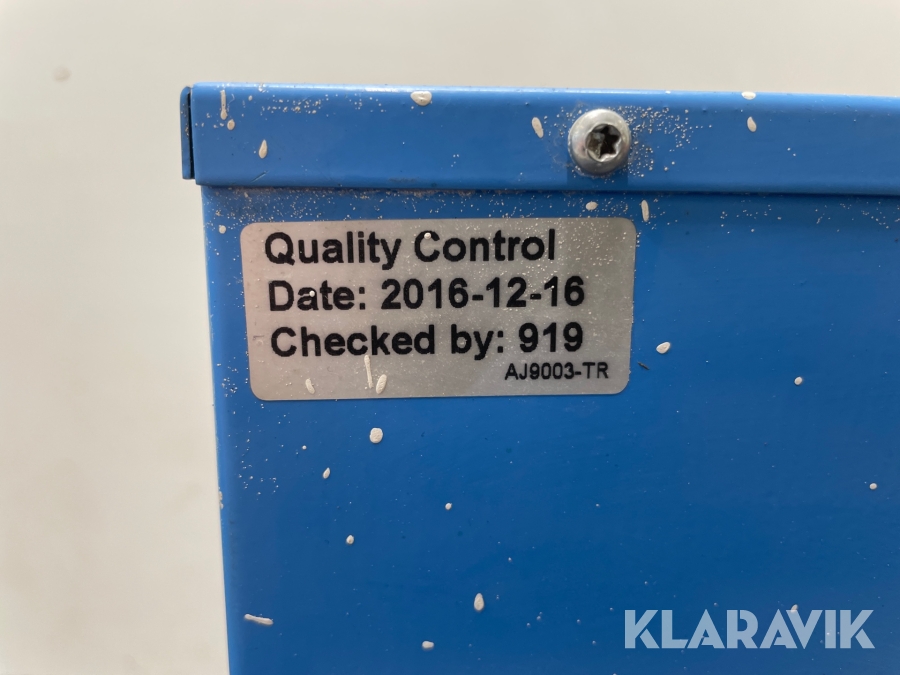 Quality Control
Date: 2016-12-16
Checked by: 919
AJ9003-TR
KLARAVIK